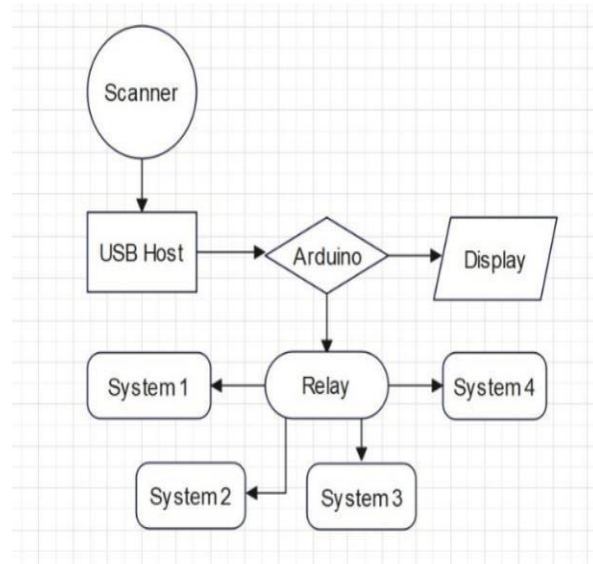 Scanner
USB Host
Arduino
Display
System 1
Relay
System 4
System 2
System 3